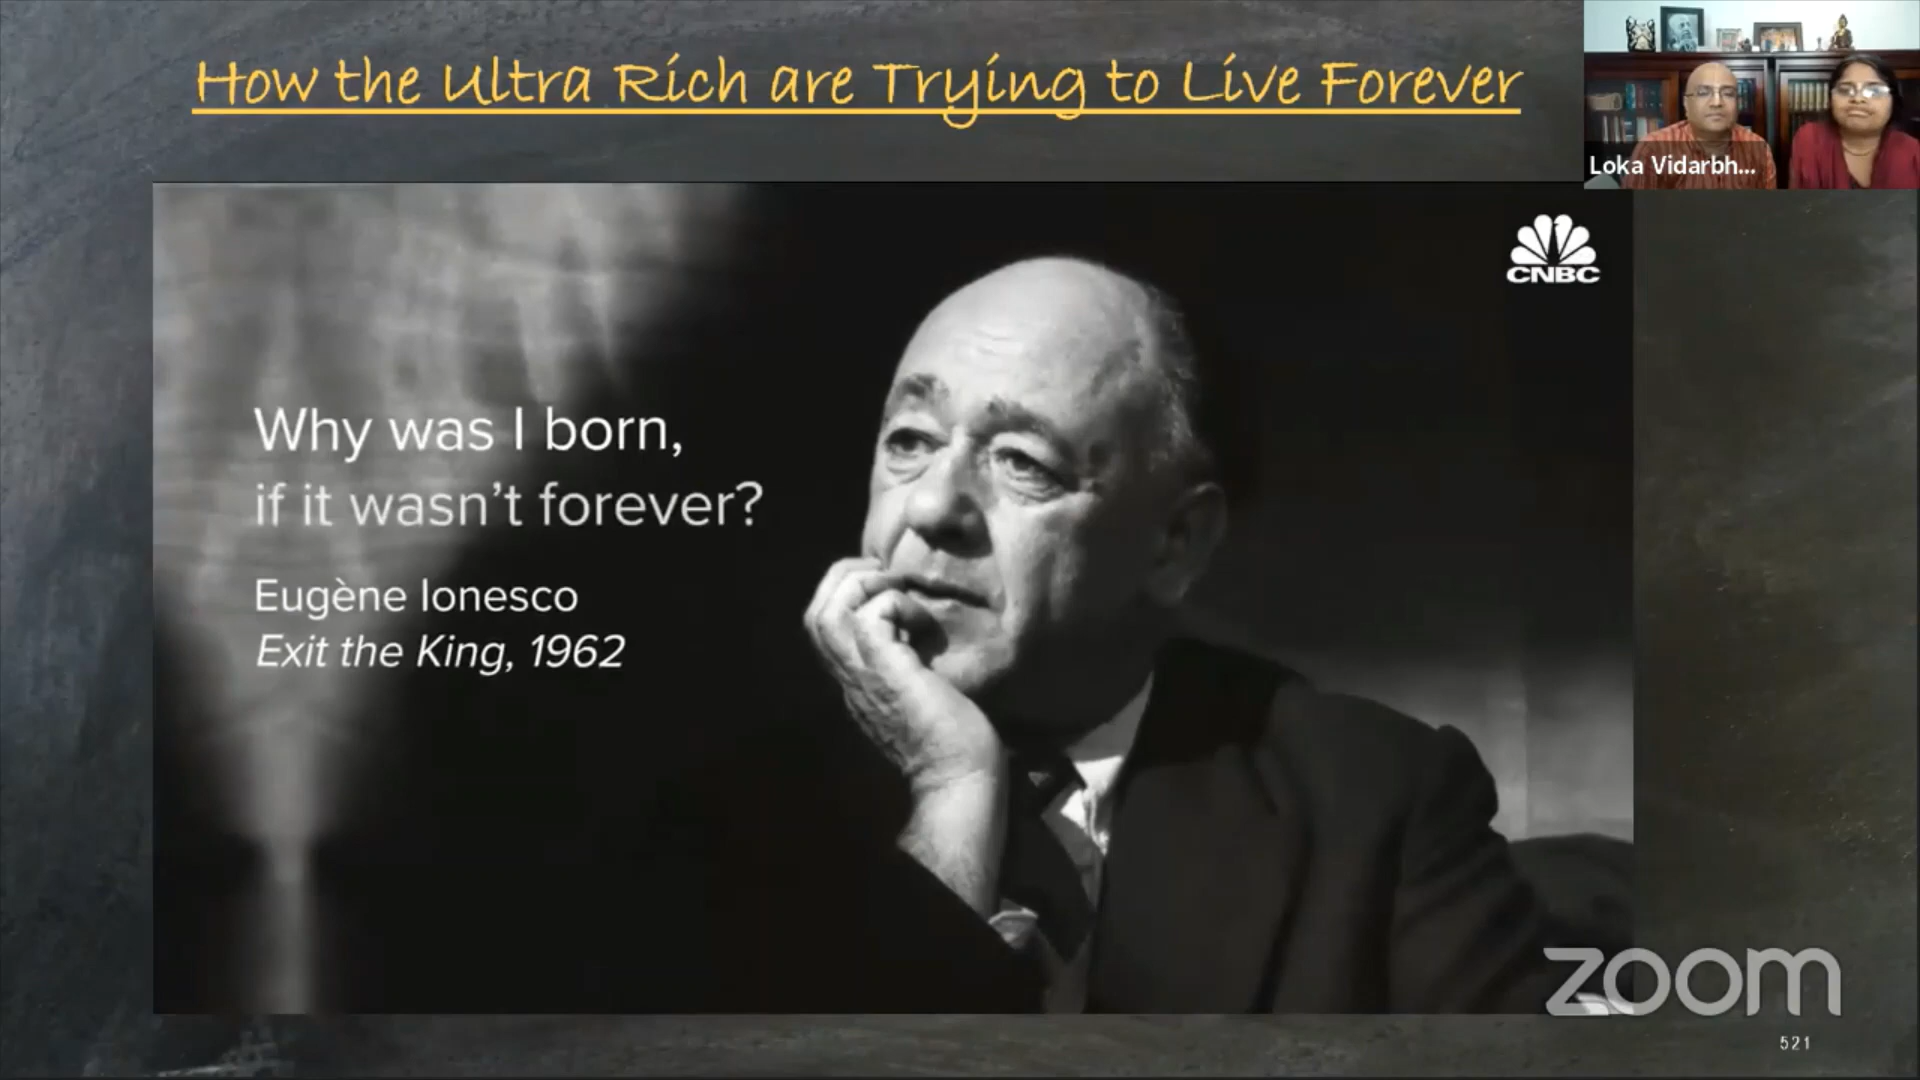 How the Ultra Rich are Trying to Live Forever
Loka Vidarbh...
CNBC
Why was I born,
if it wasn't forever?
Eugène Ionesco
Exit the King, 1962
zoom
521